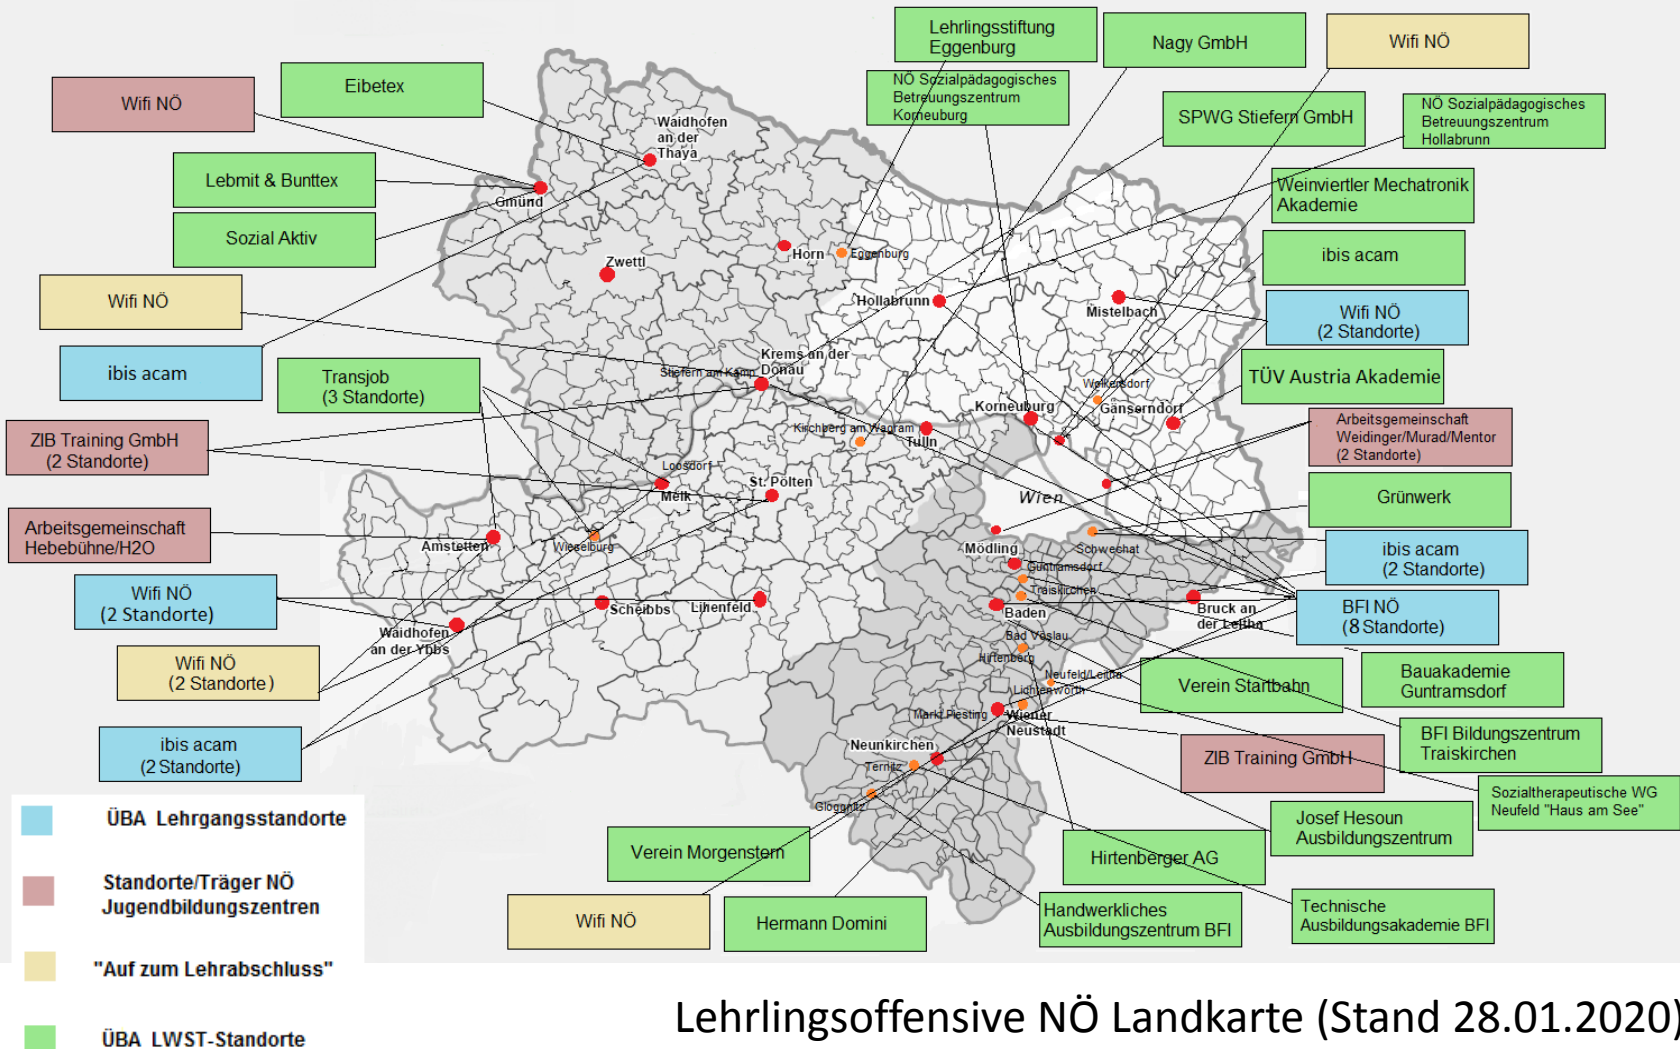 Lehrlingsstiftung
Eggenburg
Nagy GmbH
Wifi NÖ
Eibetex
Wifi NÖ
NÖ Sozialpädagogisches
Betreuungszentrum
Korneuburg
SPWG Stiefern GmbH
NÖ Sozialpädagogisches
Betreuungszentrum
Hollabrunn
Waidhofen
an der
Thaya
Lebmit & Bunttex
Gmünd
Weinviertler Mechatronik
Akademie
Sozial Aktiv
Horn
Eggenburg
ibis acam
Zwettl
Wifi NÖ
Hollabrunn
Mistelbach
Wifi NÖ
(2 Standorte)
ibis acam
Transjob
(3 Standorte)
Krems an der
Donau
Stiefern am Kamp
Wolkersdorf
TÜV Austria Akademie
Korneuburg
Gänserndorf
ZIB Training GmbH
(2 Standorte)
Kirchberg am Wagram
Tulln
Arbeitsgemeinschaft
Weidinger/Murad/Mentor
(2 Standorte)
Loosdorf
Melk
St. Pölten
Wien
Grünwerk
Arbeitsgemeinschaft
Hebebühne/H2O
Amstetten
Wieselburg
Mödling
Schwechat
ibis acam
(2 Standorte)
Guntramsdorf
Traiskirchen
Wifi NÖ
(2 Standorte)
Scheibbs
Lilienfeld
Baden
Bruck an
der Leitha
BFI NÖ
(8 Standorte)
Waidhofen
an der Ybbs
Bad Vöslau
Hirtenberg
Wifi NÖ
(2 Standorte)
Neufeld/Leitha
Lichtenwörth
Verein Startbahn
Bauakademie
Guntramsdorf
Markt Piesting
Wiener
Neustadt
ibis acam
(2 Standorte)
Neunkirchen
Ternitz
ZIB Training GmbH
BFI Bildungszentrum
Traiskirchen
Gloggnitz
Sozialtherapeutische WG
Neufeld "Haus am See"
Josef Hesoun
Ausbildungszentrum
Verein Morgenstern
Hirtenberger AG
Wifi NÖ
Hermann Domini
Handwerkliches
Ausbildungszentrum BFI
Technische
Ausbildungsakademie BFI
ÜBA Lehrgangsstandorte
Standorte/Träger NÖ
Jugendbildungszentren
"Auf zum Lehrabschluss"
ÜBA LWST-Standorte
Lehrlingsoffensive NÖ Landkarte (Stand 28.01.2020)